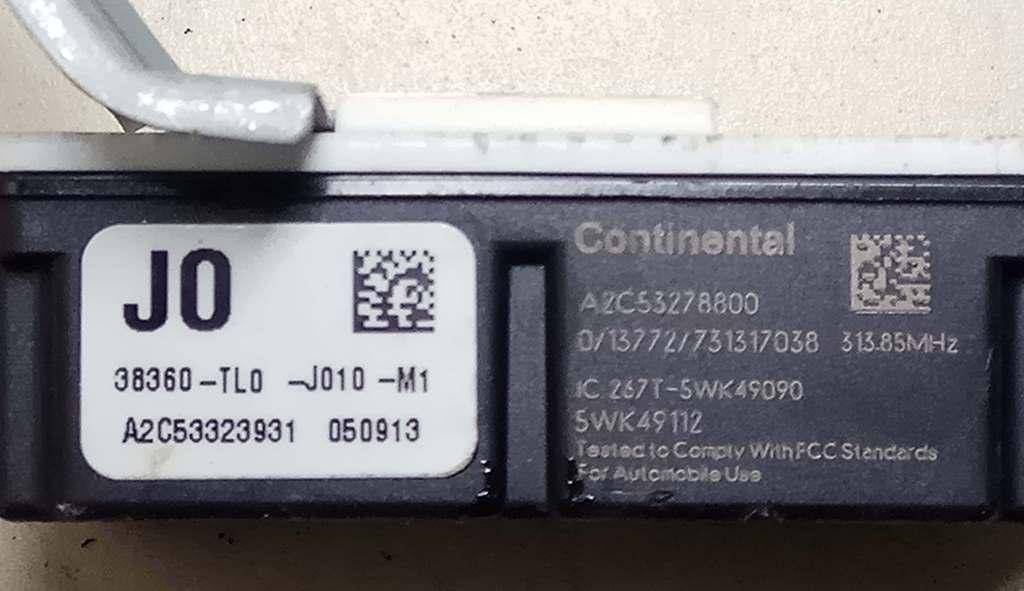 J0
38360-TL0 -J010 -M1
A2C53323931 050913
Continental
A2C53278800
0/13772/731317038 313.85MHz
IC 267T-5WK49090
5WK49112
Tested to Comply With FCC Standards
For Automobile Use